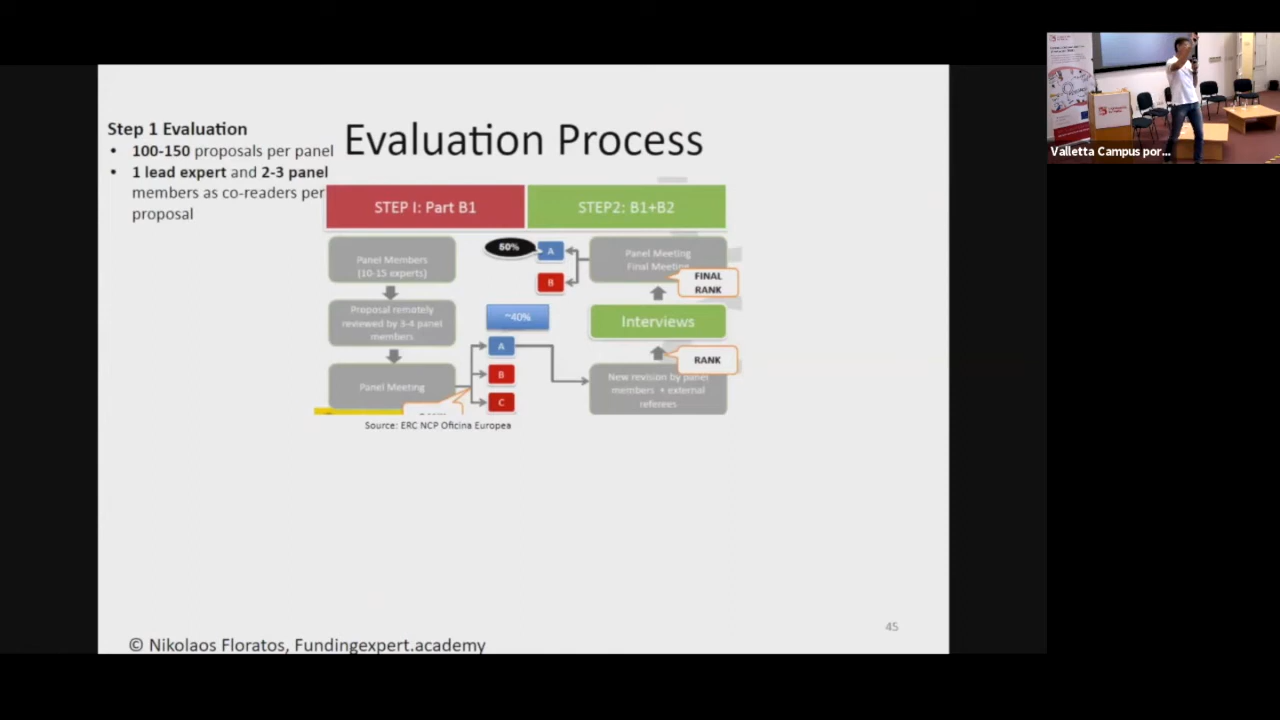 Step 1 Evaluation
• 100-150 proposals per panel
• 1 lead expert and 2-3 panel
members as co-readers per
proposal
Evaluation Process
STEP I: Part B1
STEP2: B1+B2
Panel Members
(10-15 experts)
Proposal remotely
reviewed by 3-4 panel
members
Panel Meeting
50%
A
B
~40%
A
B
C
Panel Meeting
Final Meeting
FINAL
RANK
Interviews
RANK
New revision by panel
members + external
referees
Source: ERC NCP Oficina Europea
45
© Nikolaos Floratos, Fundingexpert.academy
Valletta Campus por...